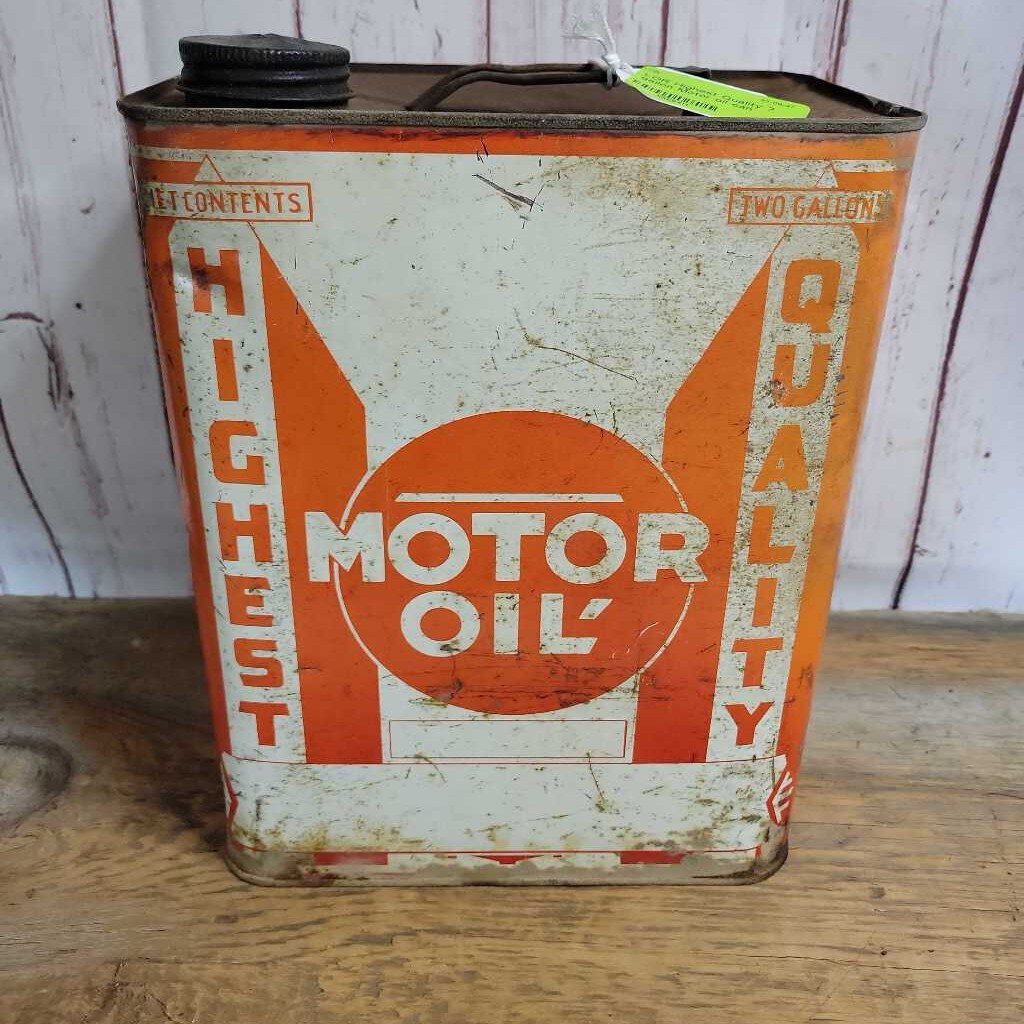 NET CONTENTS
TWO GALLONS
HIGHEST
QUALITY
MOTOR
OIL